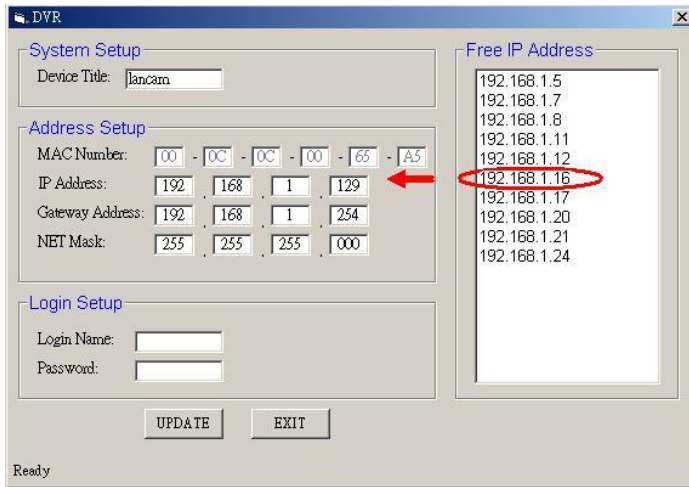 DVR
System Setup
Device Title: lancam
Address Setup
MAC Number: 00 - 0C - 0C - 00 - 65 - A5
IP Address: 192 . 168 . 1 . 129
Gateway Address: 192 . 168 . 1 . 254
NET Mask: 255 . 255 . 255 . 000
Login Setup
Login Name:
Password:
UPDATE EXIT
Ready
Free IP Address
192.168.1.5
192.168.1.7
192.168.1.8
192.168.1.11
192.168.1.12
192.168.1.16
192.168.1.17
192.168.1.20
192.168.1.21
192.168.1.24